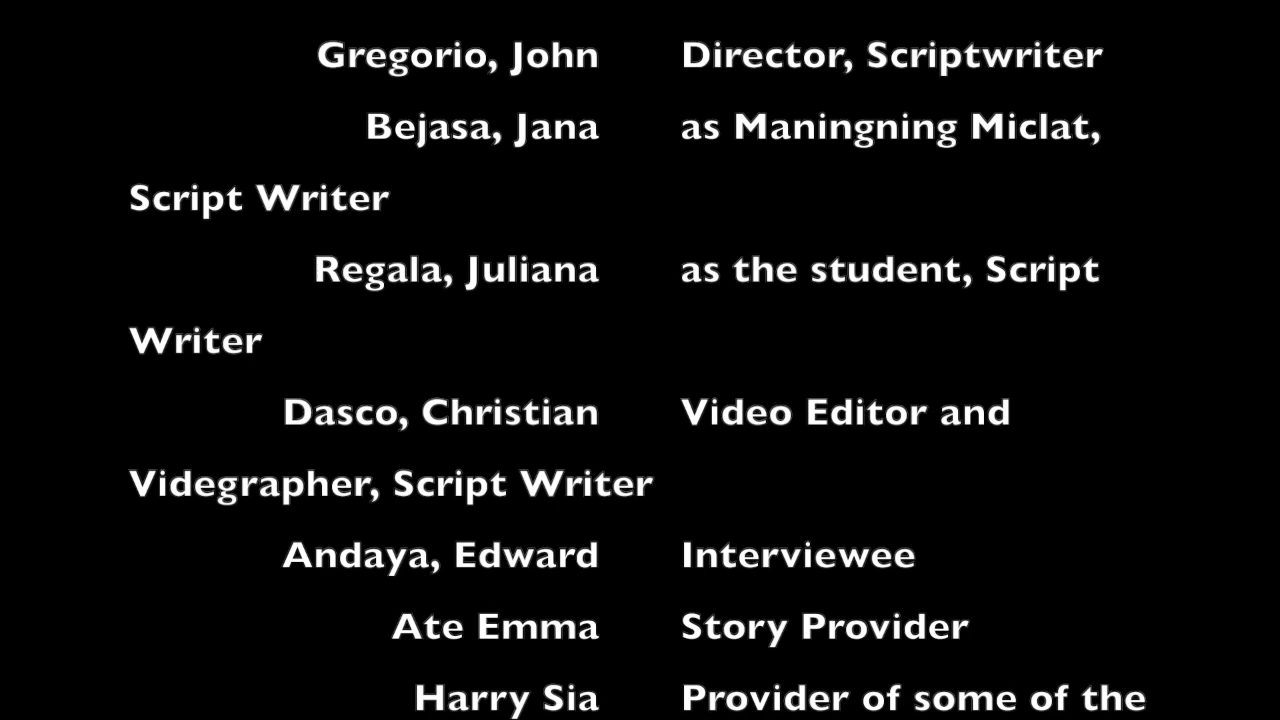 Gregorio, John Director, Scriptwriter
Bejasa, Jana as Maningning Miclat,
Script Writer
Regala, Juliana as the student, Script
Writer
Dasco, Christian Video Editor and
Videgrapher, Script Writer
Andaya, Edward Interviewee
Ate Emma Story Provider
Harry Sia Provider of some of the